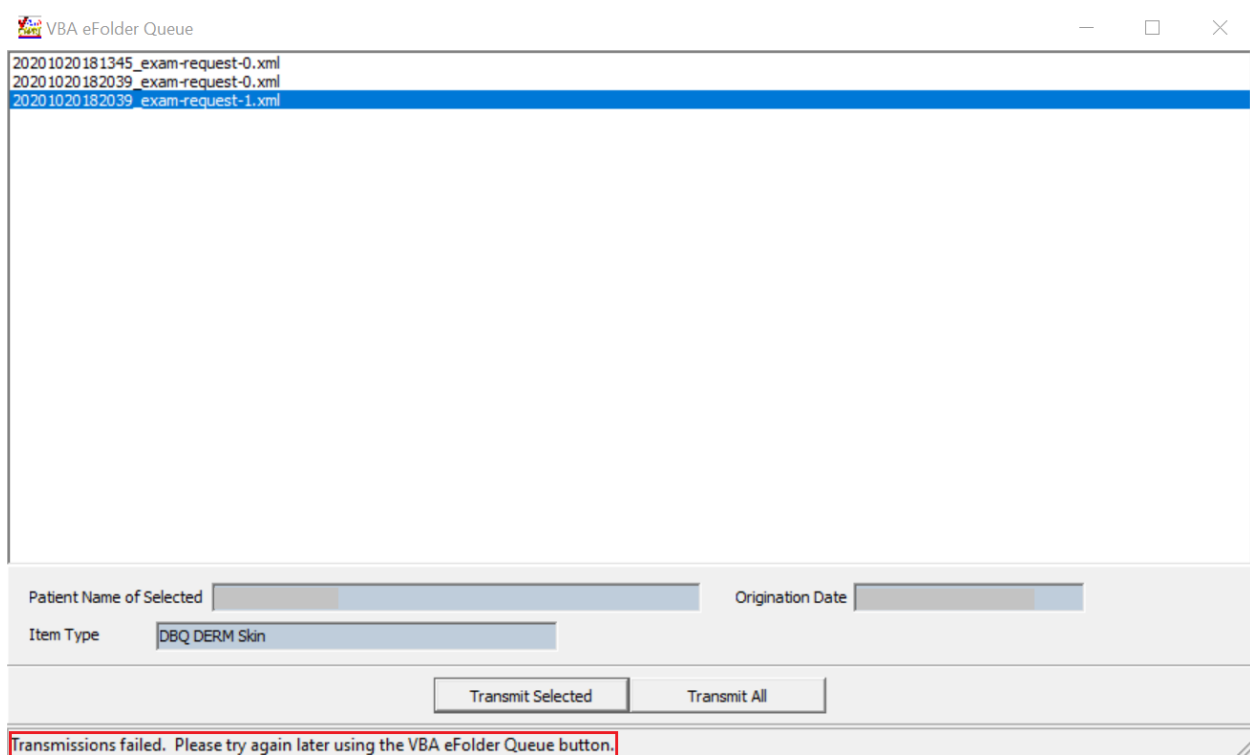 VBA eFolder Queue
20201020181345_exam-request-0.xml
20201020182039_exam-request-0.xml
20201020182039_exam-request-1.xml
Patient Name of Selected
Origination Date
Item Type
DBQ DERM Skin
Transmit Selected
Transmit All
Transmissions failed.  Please try again later using the VBA eFolder Queue button.